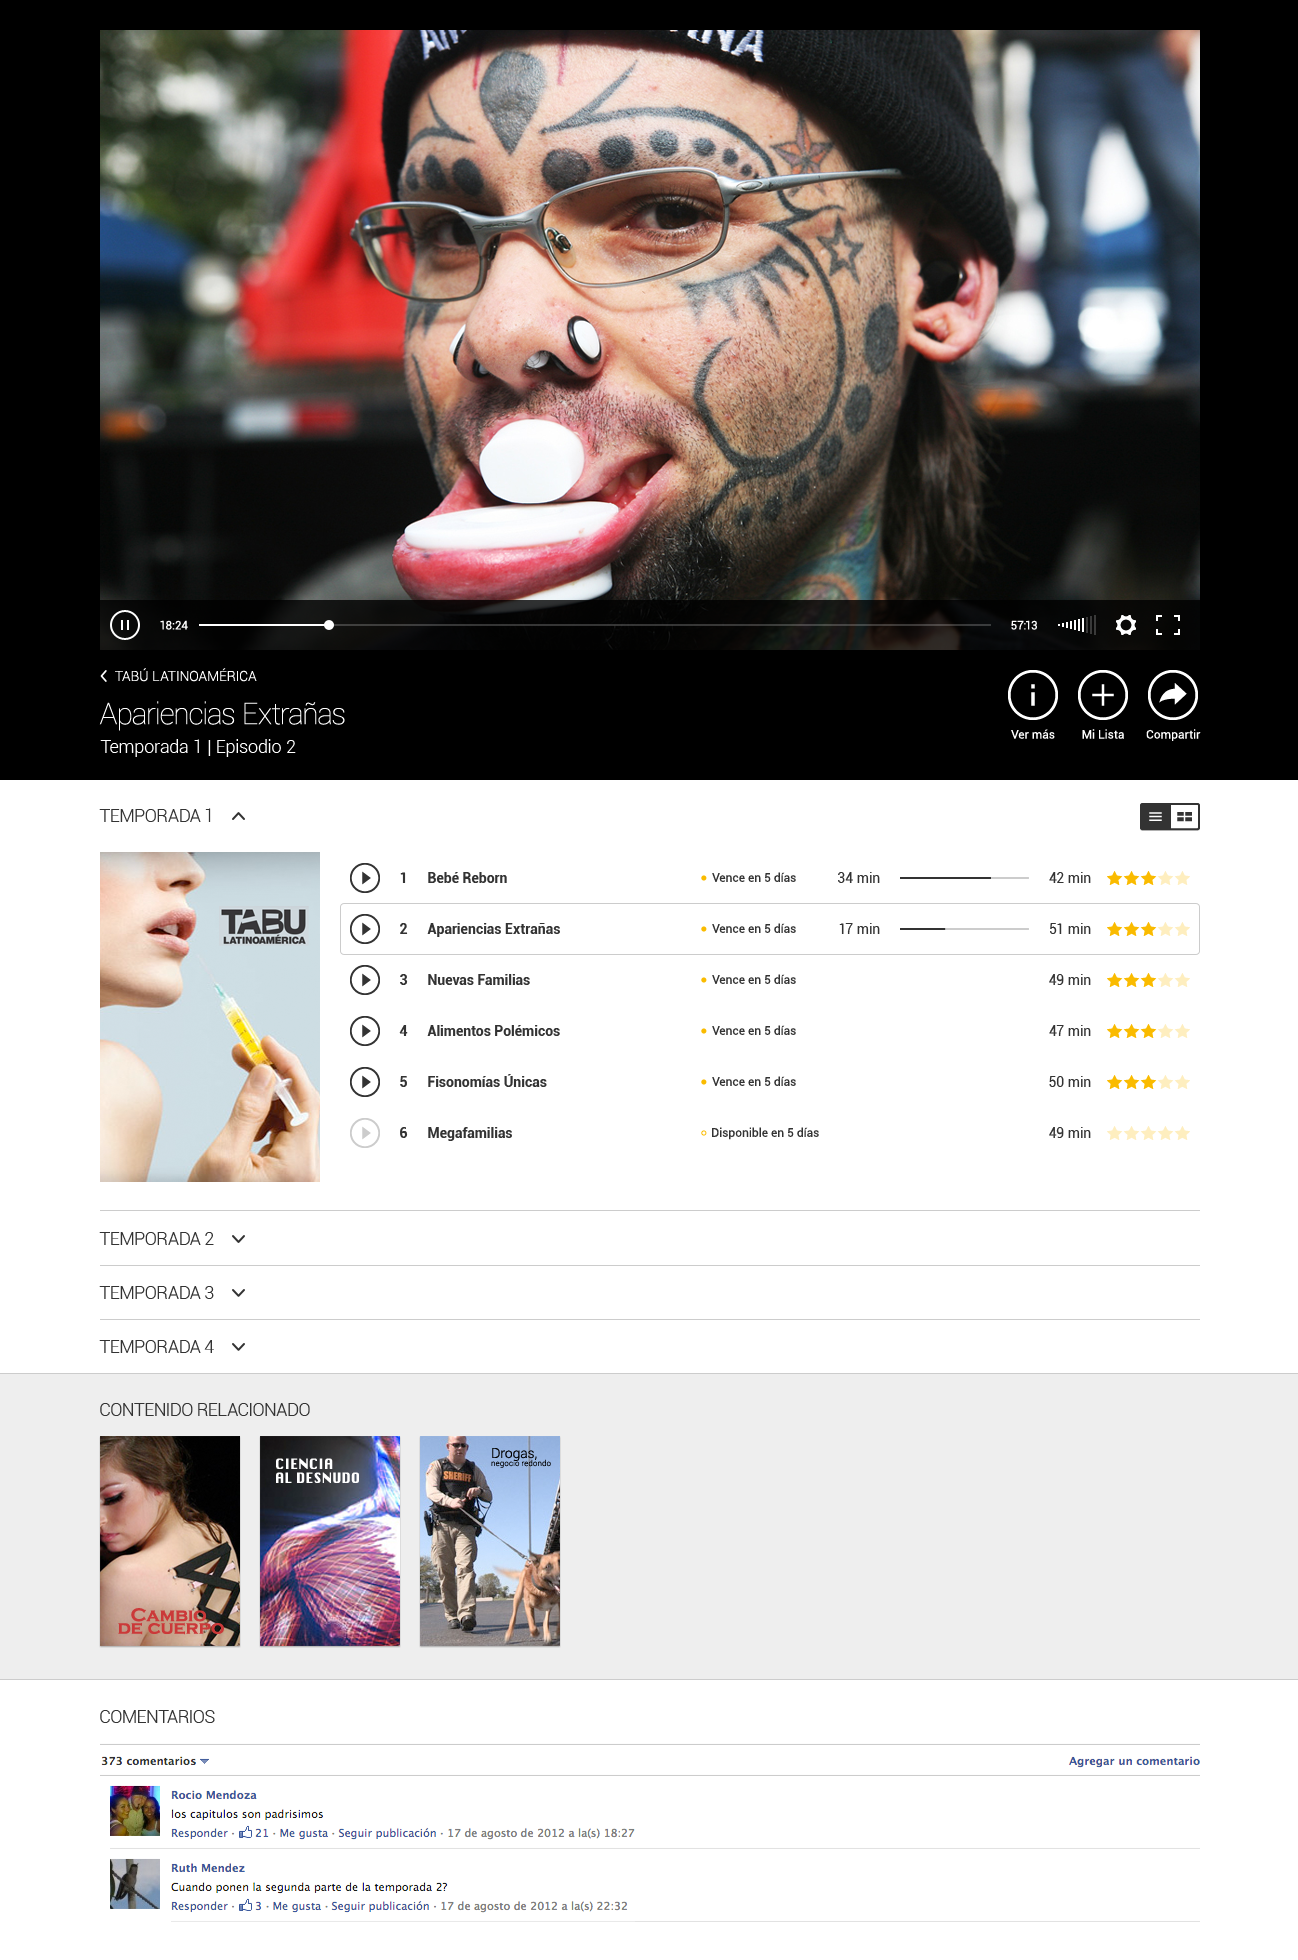 18:24
57:13
TABÚ LATINOAMÉRICA
Apariencias Extrañas
Temporada 1 | Episodio 2
Ver más
Mi Lista
Compartir
TEMPORADA 1
TABU
LATINOAMÉRICA
1 Bebé Reborn Vence en 5 días 34 min 42 min
2 Apariencias Extrañas Vence en 5 días 17 min 51 min
3 Nuevas Familias Vence en 5 días 49 min
4 Alimentos Polémicos Vence en 5 días 47 min
5 Fisonomías Únicas Vence en 5 días 50 min
6 Megafamilias Disponible en 5 días 49 min
TEMPORADA 2
TEMPORADA 3
TEMPORADA 4
CONTENIDO RELACIONADO
CAMBIO
DE CUERPO
CIENCIA
AL DESNUDO
Drogas,
negocio redondo
SHERIFF
COMENTARIOS
373 comentarios Agregar un comentario
Rocio Mendoza
los capitulos son padrisimos
Responder · 21 · Me gusta · Seguir publicación · 17 de agosto de 2012 a la(s) 18:27
Ruth Mendez
Cuando ponen la segunda parte de la temporada 2?
Responder · 3 · Me gusta · Seguir publicación · 17 de agosto de 2012 a la(s) 22:32